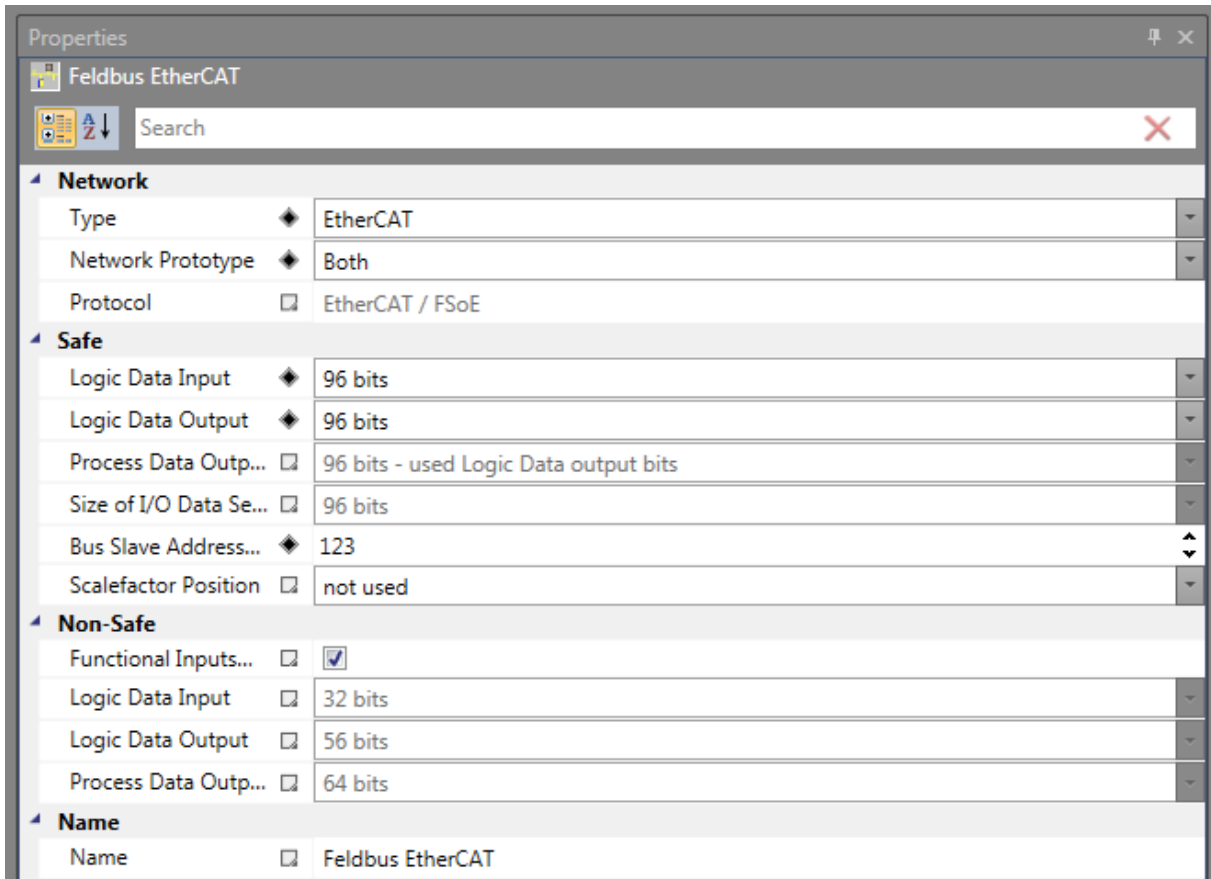 Properties
Feldbus EtherCAT
A Z Search
Network
Type EtherCAT
Network Prototype Both
Protocol EtherCAT / FSoE
Safe
Logic Data Input 96 bits
Logic Data Output 96 bits
Process Data Outp... 96 bits - used Logic Data output bits
Size of I/O Data Se... 96 bits
Bus Slave Address... 123
Scalefactor Position not used
Non-Safe
Functional Inputs...
Logic Data Input 32 bits
Logic Data Output 56 bits
Process Data Outp... 64 bits
Name
Name Feldbus EtherCAT